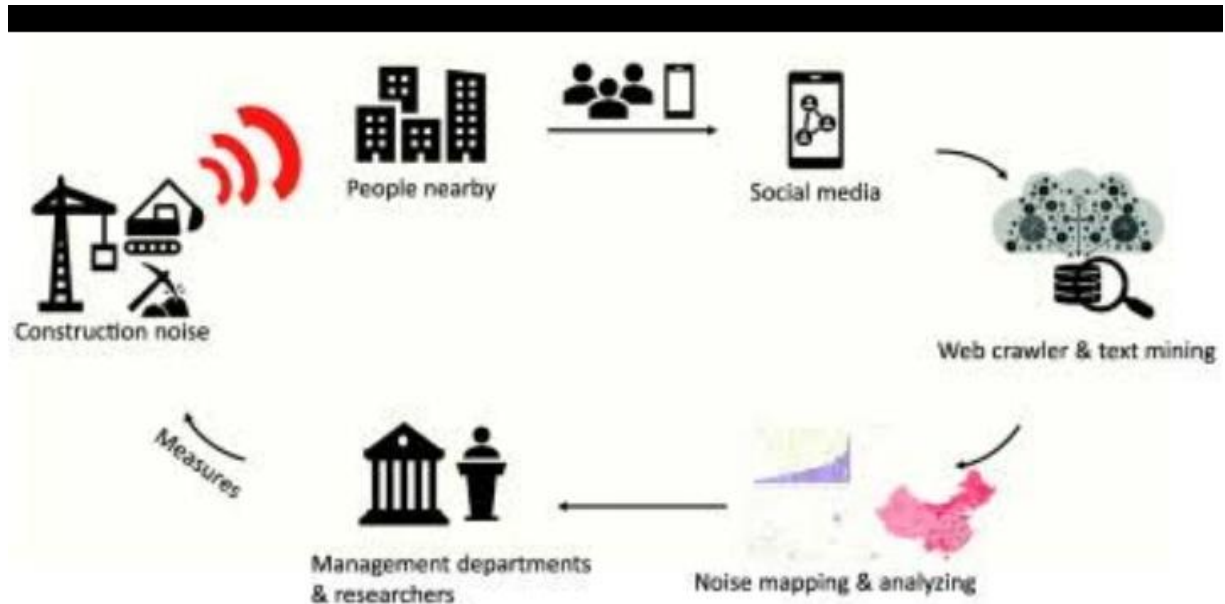 People nearby
Social media
Construction noise
Web crawler & text mining
Measures
Management departments
& researchers
Noise mapping & analyzing